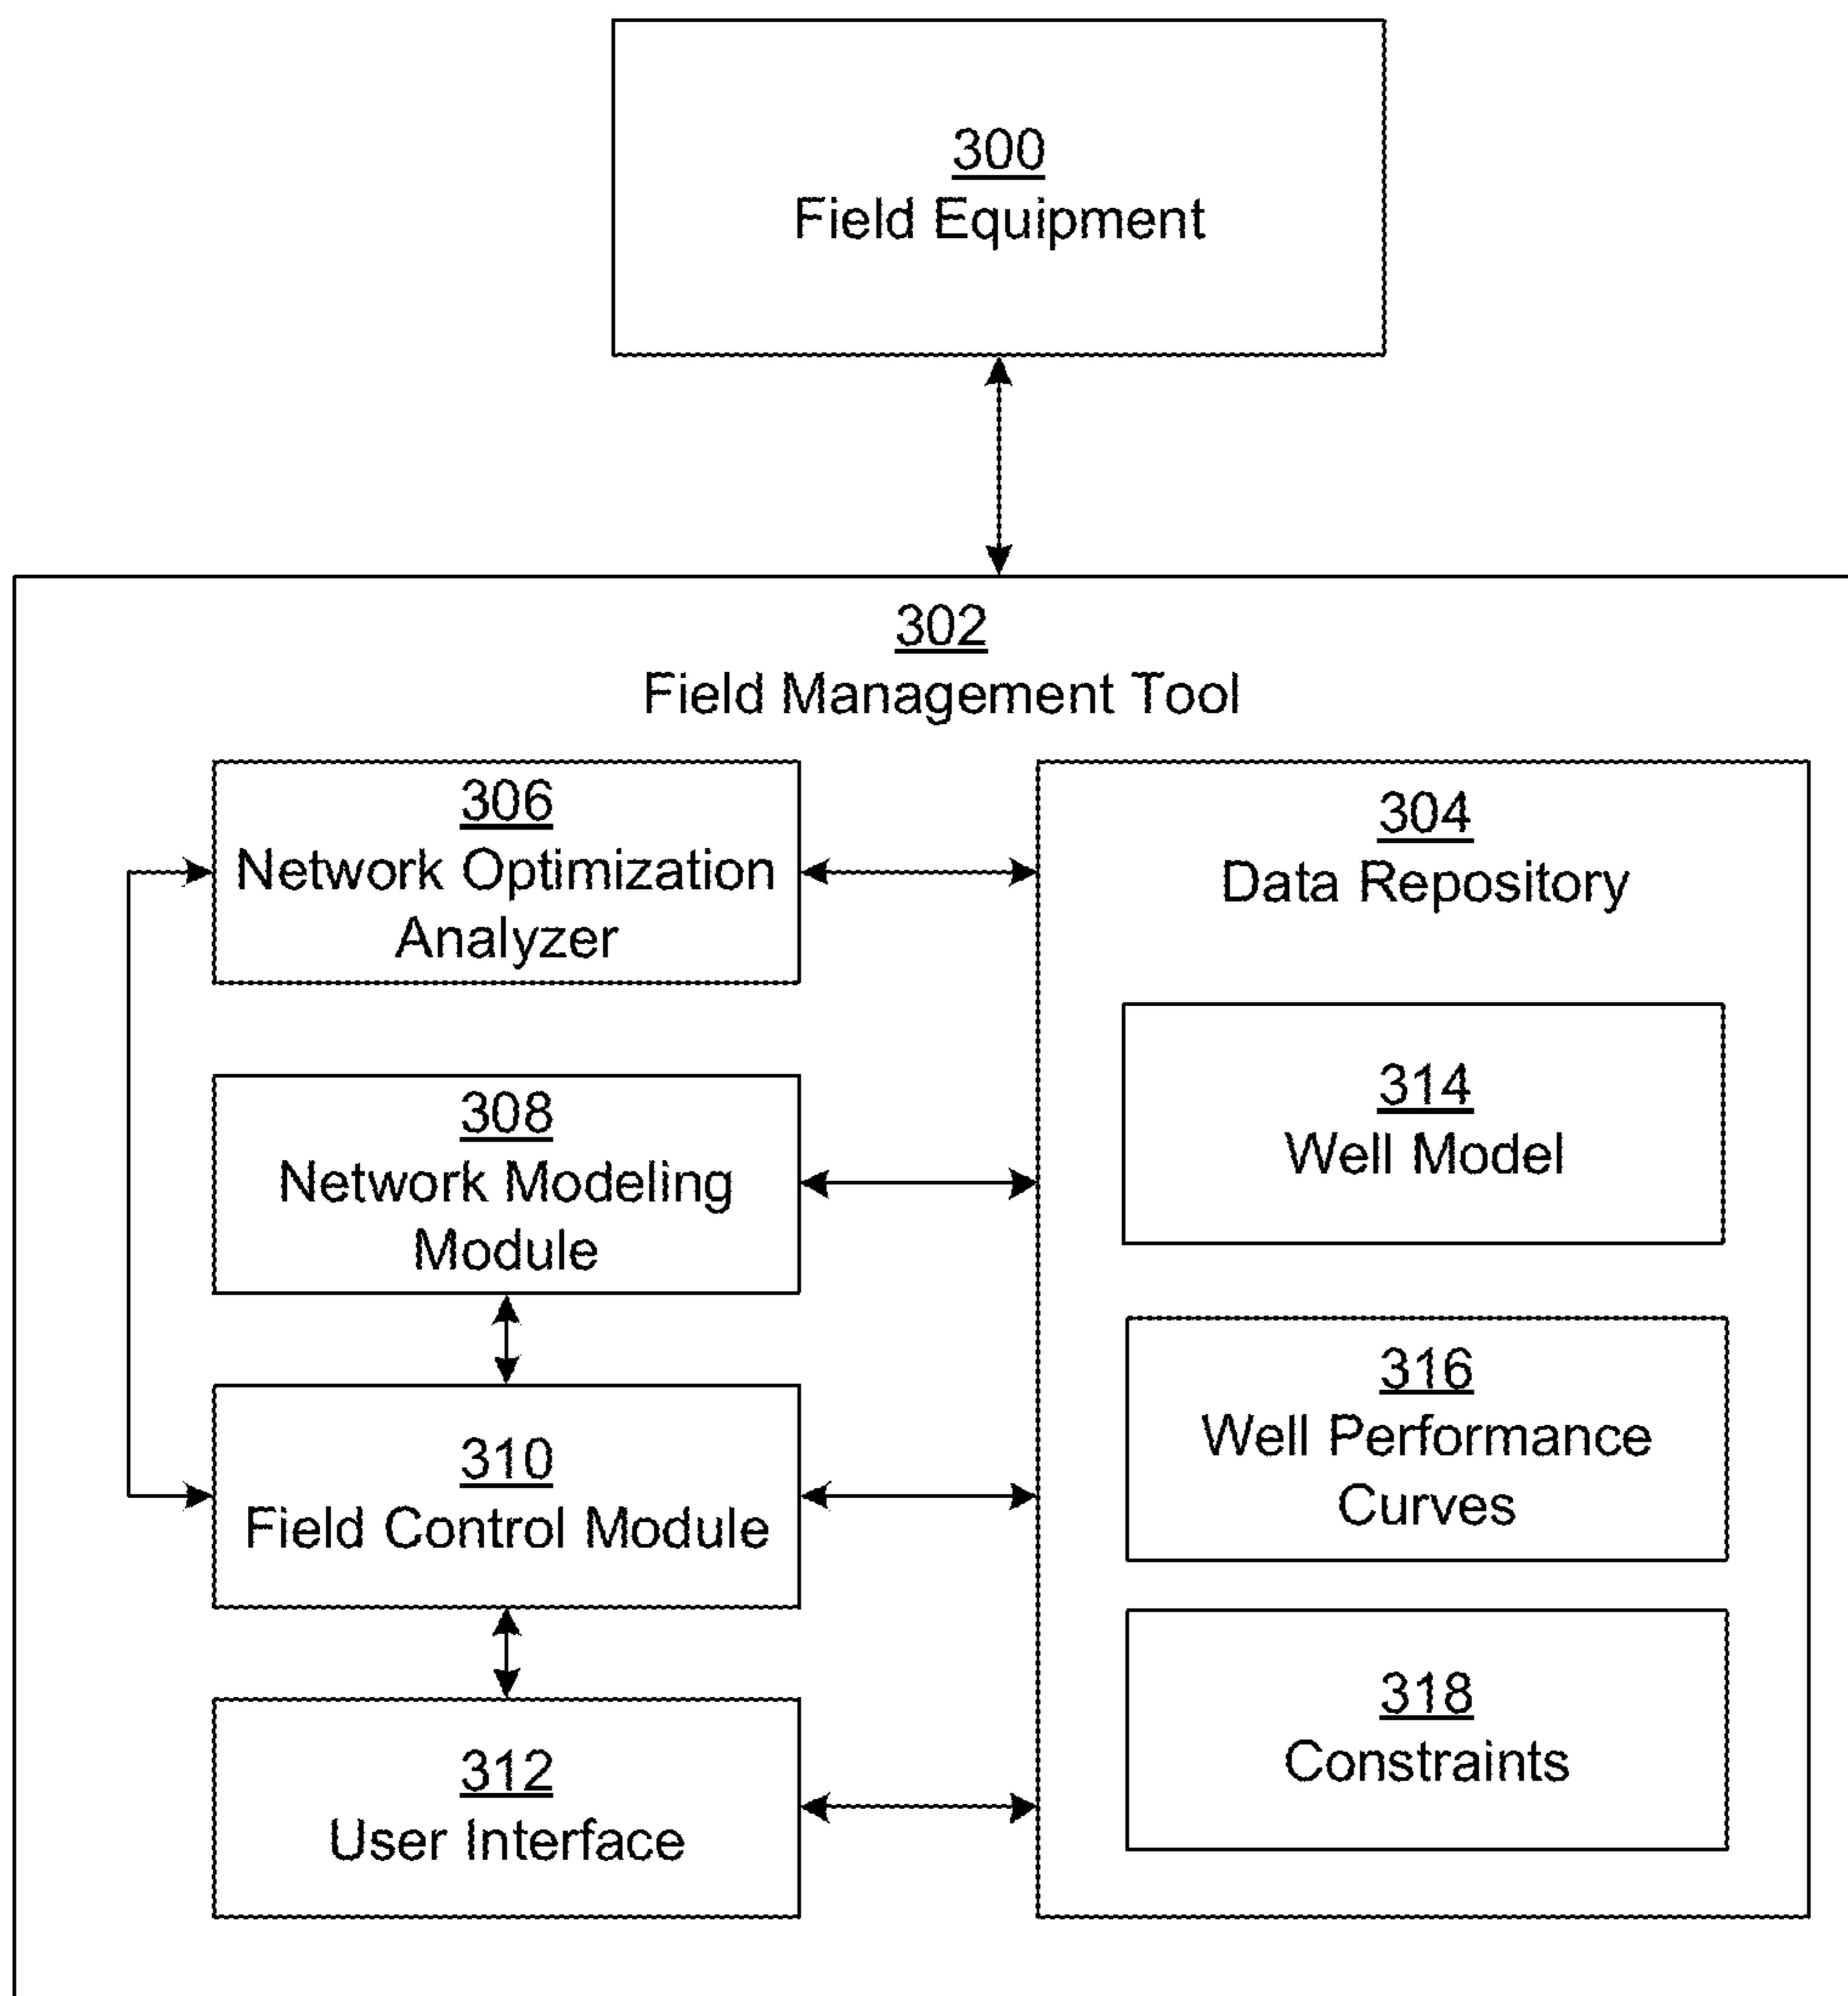 300
Field Equipment
302
Field Management Tool
306
Network Optimization
Analyzer
308
Network Modeling
Module
310
Field Control Module
312
User Interface
304
Data Repository
314
Well Model
316
Well Performance
Curves
318
Constraints